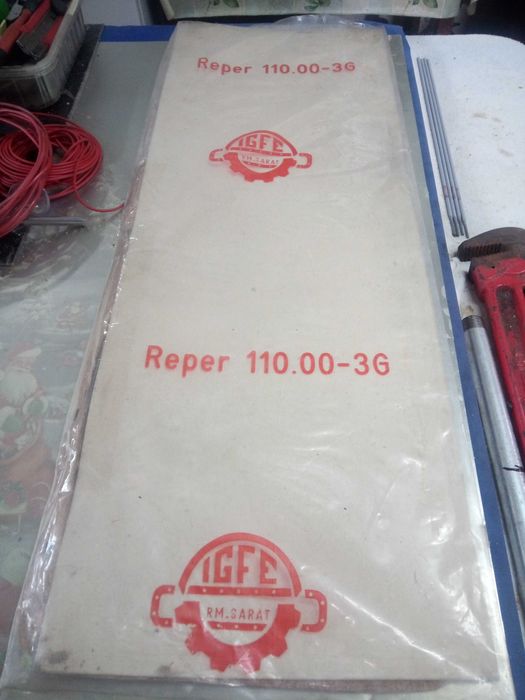 Reper 110.00-3G
IGFE
RM.SARAT
Reper 110.00-3G
IGFE
RM.SARAT